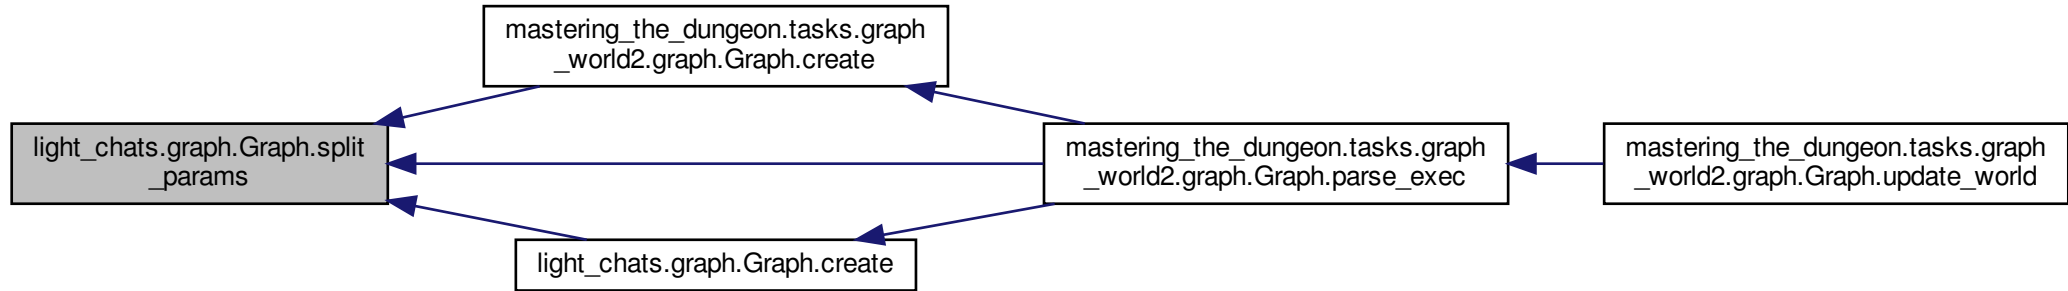 mastering_the_dungeon.tasks.graph
_world2.graph.Graph.create
light_chats.graph.Graph.split
_params
mastering_the_dungeon.tasks.graph
_world2.graph.Graph.parse_exec
mastering_the_dungeon.tasks.graph
_world2.graph.Graph.update_world
light_chats.graph.Graph.create